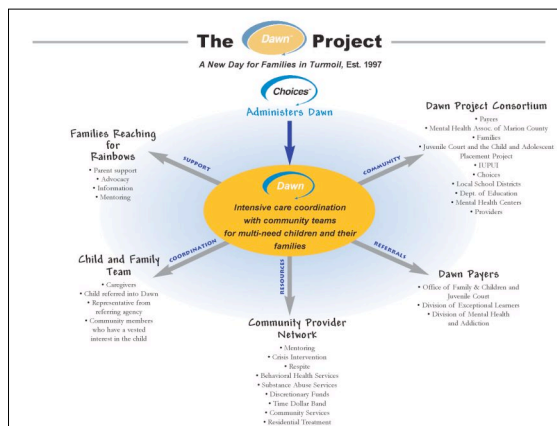 The Dawn Project
A New Day for Families in Turmoil, Est. 1997
Choices
Administers Dawn
Families Reaching
for
Rainbows
• Parent support
• Advocacy
• Information
• Mentoring
SUPPORT
COMMUNITY
Dawn Project Consortium
• Payers
• Mental Health Assoc. of Marion County
• Families
• Juvenile Court and the Child and Adolescent
Placement Project
• IUPUI
• Choices
• Local School Districts
• Dept. of Education
• Mental Health Centers
• Providers
Dawn
Intensive care coordination
with community teams
for multi-need children and their
families
COORDINATION
RESOURCES
REFERRALS
Child and Family
Team
• Caregivers
• Child referred into Dawn
• Representative from
referring agency
• Community members
who have a vested
interest in the child
Dawn Payers
• Office of Family & Children and
Juvenile Court
• Division of Exceptional Learners
• Division of Mental Health
and Addiction
Community Provider
Network
• Mentoring
• Crisis Intervention
• Respite
• Behavioral Health Services
• Substance Abuse Services
• Discretionary Funds
• Time Dollar Band
• Community Services
• Residential Treatment